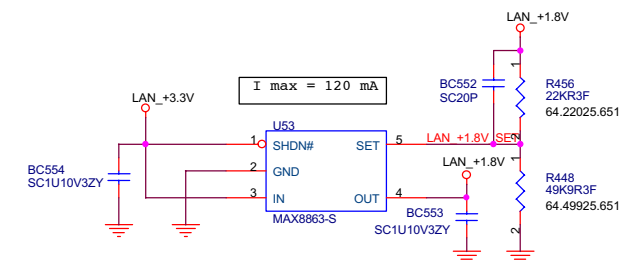 LAN_+1.8V
LAN_+3.3V
I max = 120 mA
BC552
SC20P
1
R456
22KR3F
64.22025.651
2
U53
1 SHDN# SET 5 LAN_+1.8V_SET
BC554
SC1U10V3ZY
2 GND
LAN_+1.8V
3 IN OUT 4
MAX8863-S
BC553
SC1U10V3ZY
1
R448
49K9R3F
64.49925.651
2